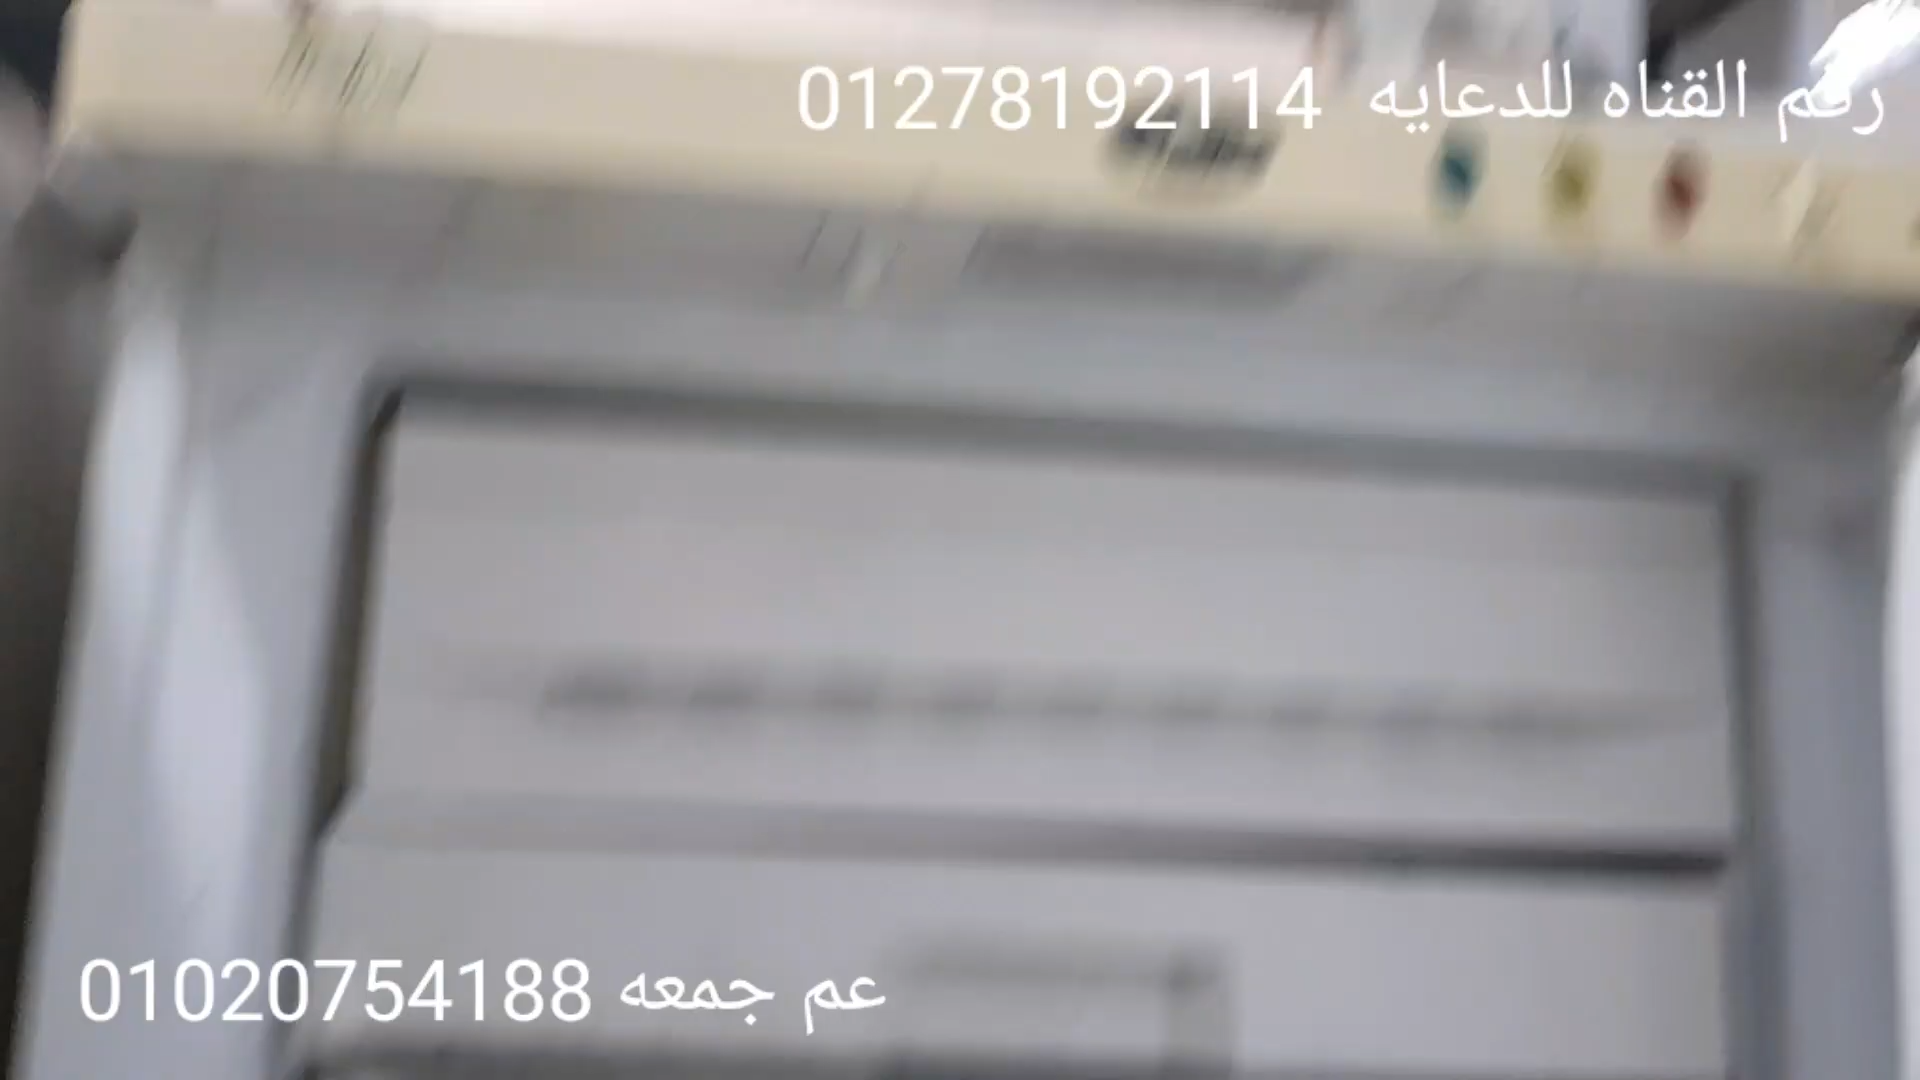 رقم القناه للدعايه 01278192114
عم جمعه 01020754188